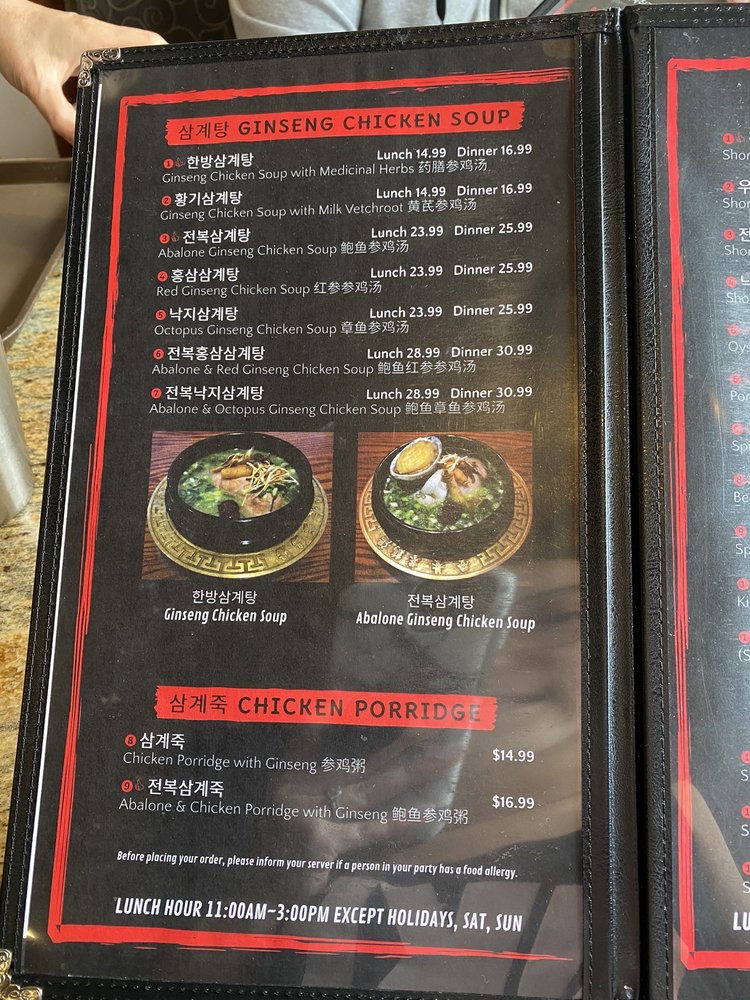 삼계탕 GINSENG CHICKEN SOUP
1 한방삼계탕 Lunch 14.99 Dinner 16.99
Ginseng Chicken Soup with Medicinal Herbs 药膳参鸡汤
2 황기삼계탕 Lunch 14.99 Dinner 16.99
Ginseng Chicken Soup with Milk Vetchroot 黄芪参鸡汤
3 전복삼계탕 Lunch 23.99 Dinner 25.99
Abalone Ginseng Chicken Soup 鲍鱼参鸡汤
4 홍삼삼계탕 Lunch 23.99 Dinner 25.99
Red Ginseng Chicken Soup 红参参鸡汤
5 낙지삼계탕 Lunch 23.99 Dinner 25.99
Octopus Ginseng Chicken Soup 章鱼参鸡汤
6 전복홍삼삼계탕 Lunch 28.99 Dinner 30.99
Abalone & Red Ginseng Chicken Soup 鲍鱼红参参鸡汤
7 전복낙지삼계탕 Lunch 28.99 Dinner 30.99
Abalone & Octopus Ginseng Chicken Soup 鲍鱼章鱼参鸡汤
한방삼계탕
Ginseng Chicken Soup
전복삼계탕
Abalone Ginseng Chicken Soup
삼계죽 CHICKEN PORRIDGE
8 삼계죽 $14.99
Chicken Porridge with Ginseng 参鸡粥
9 전복삼계죽 $16.99
Abalone & Chicken Porridge with Ginseng 鲍鱼参鸡粥
Before placing your order, please inform your server if a person in your party has a food allergy.
LUNCH HOUR 11:00AM~3:00PM EXCEPT HOLIDAYS, SAT, SUN